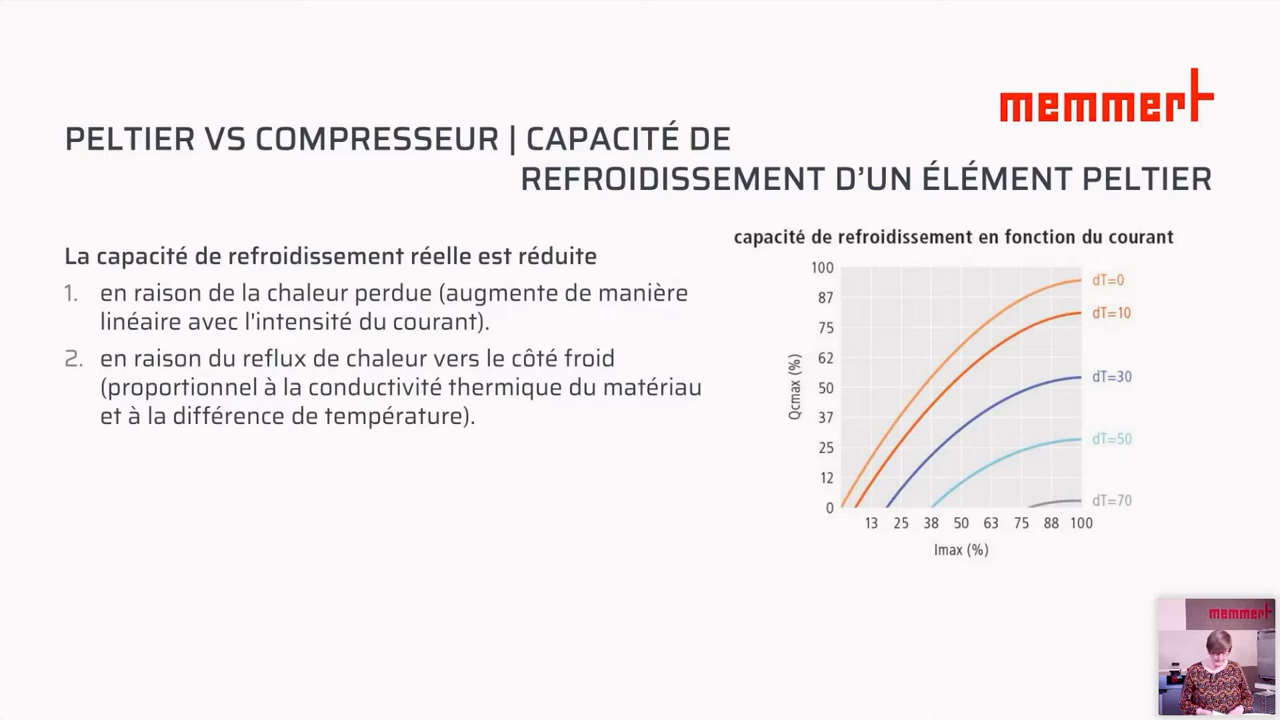 memmert
PELTIER VS COMPRESSEUR | CAPACITÉ DE
REFROIDISSEMENT D’UN ÉLÉMENT PELTIER
La capacité de refroidissement réelle est réduite
1. en raison de la chaleur perdue (augmente de manière
linéaire avec l'intensité du courant).
2. en raison du reflux de chaleur vers le côté froid
(proportionnel à la conductivité thermique du matériau
et à la différence de température).
capacité de refroidissement en fonction du courant
100
87
75
62
50
37
25
12
0
Qcmax (%)
dT=0
dT=10
dT=30
dT=50
dT=70
13 25 38 50 63 75 88 100
Imax (%)
memmert